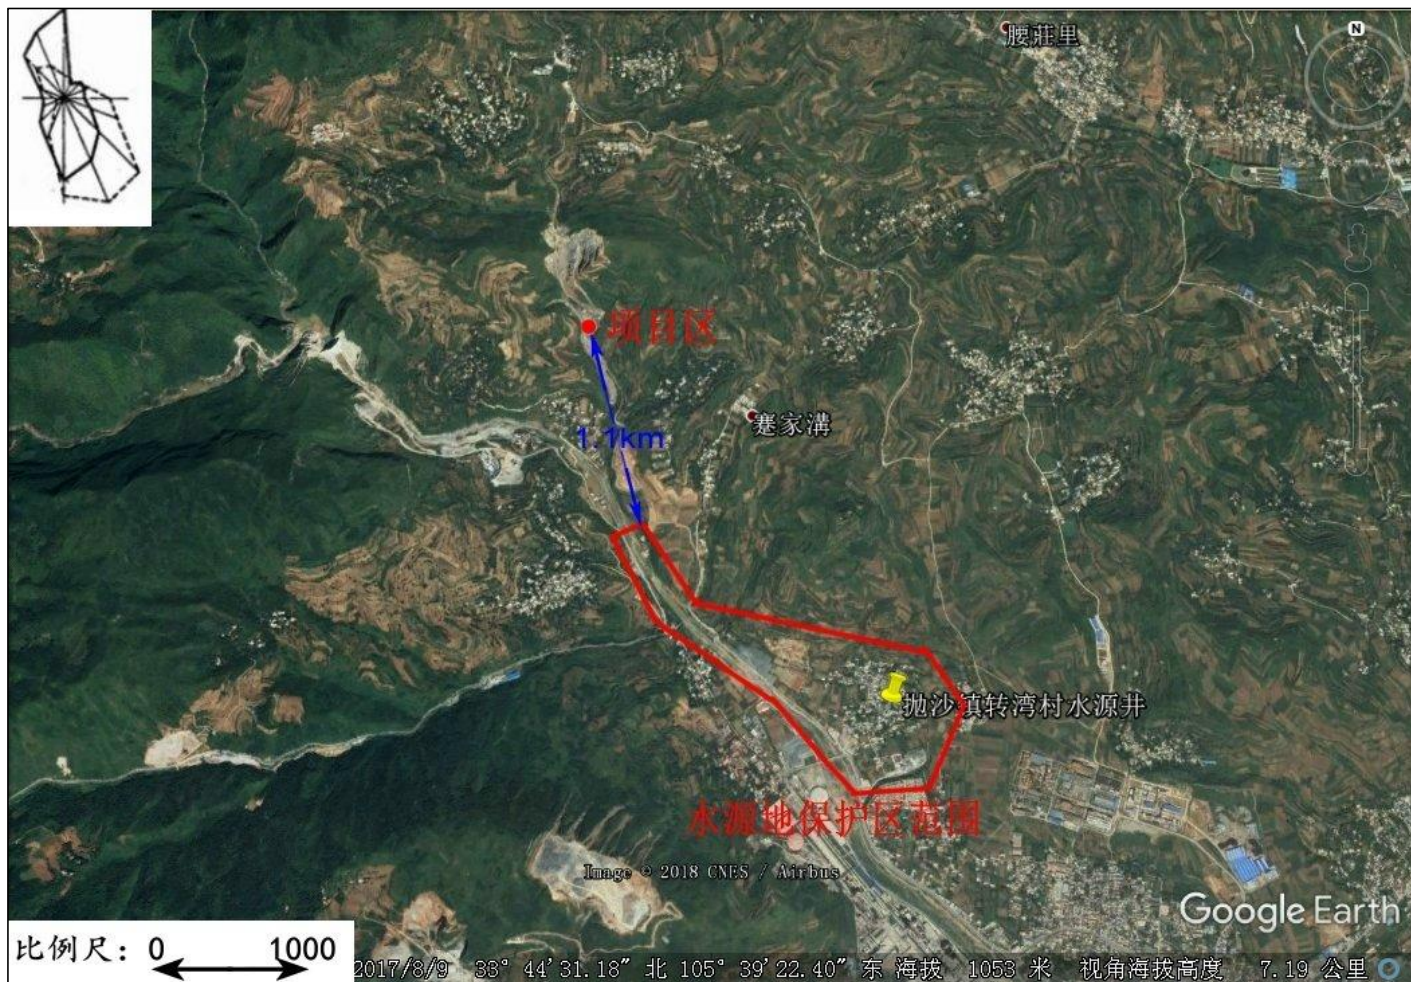 腰莊里
N
项目区
1.1km
蹇家溝
抛沙镇转湾村水源井
水源地保护区范围
Image © 2018 CNES / Airbus
Google Earth
比例尺: 0 1000
2017/8/9 33° 44'31.18" 北 105° 39'22.40" 东 海拔 1053 米 视角海拔高度 7.19 公里